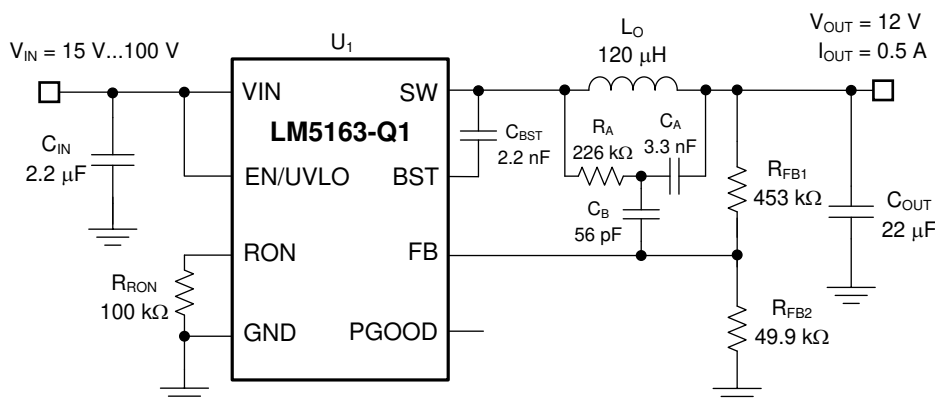 V_IN = 15 V...100 V
U_1
L_O
120 μH
V_OUT = 12 V
I_OUT = 0.5 A
VIN
SW
LM5163-Q1
C_IN
2.2 μF
C_BST
2.2 nF
R_A
226 kΩ
C_A
3.3 nF
EN/UVLO
BST
R_FB1
453 kΩ
C_OUT
22 μF
C_B
56 pF
RON
FB
R_RON
100 kΩ
R_FB2
49.9 kΩ
GND
PGOOD